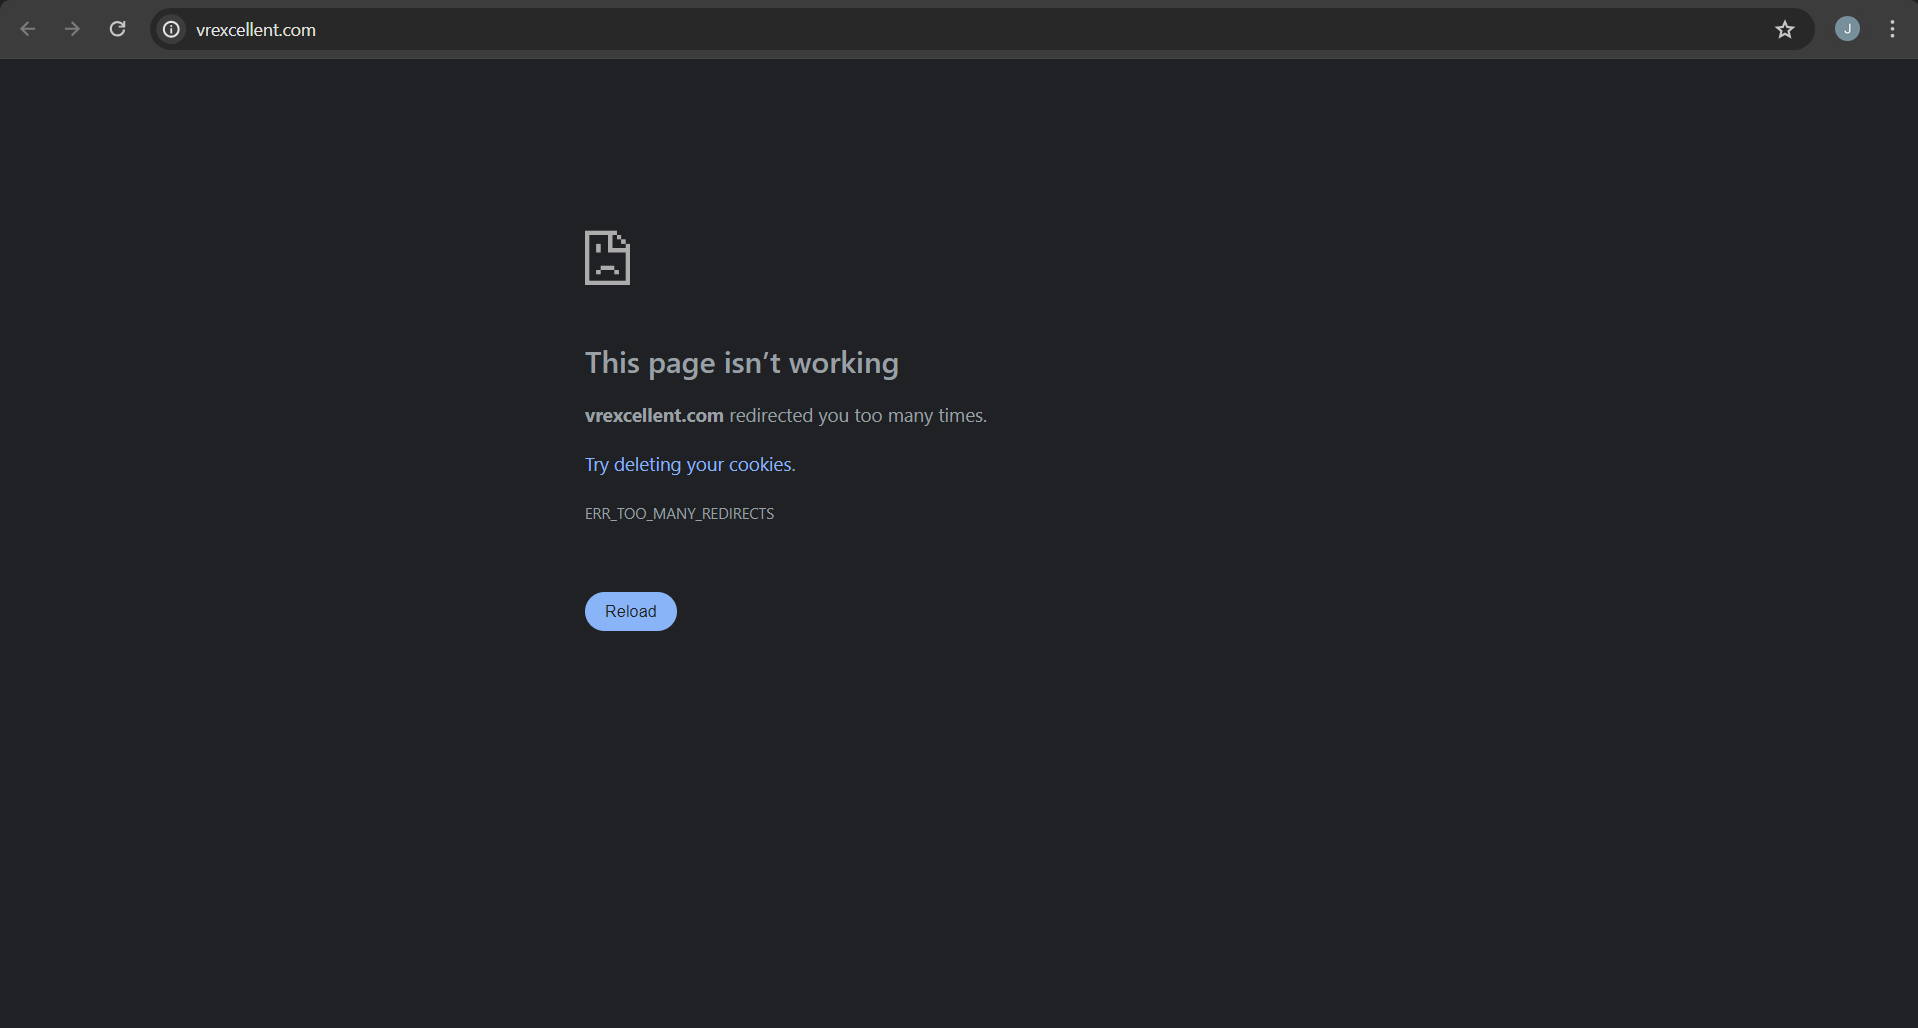 vrexcellent.com
J
This page isn’t working
vrexcellent.com redirected you too many times.
Try deleting your cookies.
ERR_TOO_MANY_REDIRECTS
Reload